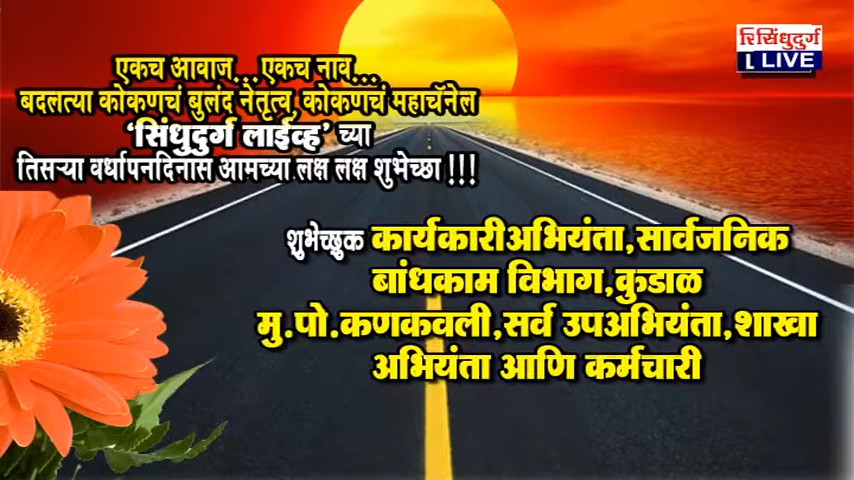 रिसिंधुदुर्ग
L LIVE
एकच आवाज...एकच नाव...
बदलत्या कोकणचं बुलंद नेतृत्व, कोकणचं महाचॅनेल
‘सिंधुदुर्ग लाईव्ह’ च्या
तिसऱ्या वर्धापनदिनास आमच्या लक्ष लक्ष शुभेच्छा !!!
शुभेच्छुक कार्यकारीअभियंता,सार्वजनिक
बांधकाम विभाग,कुडाळ
मु.पो.कणकवली,सर्व उपअभियंता,शाखा
अभियंता आणि कर्मचारी